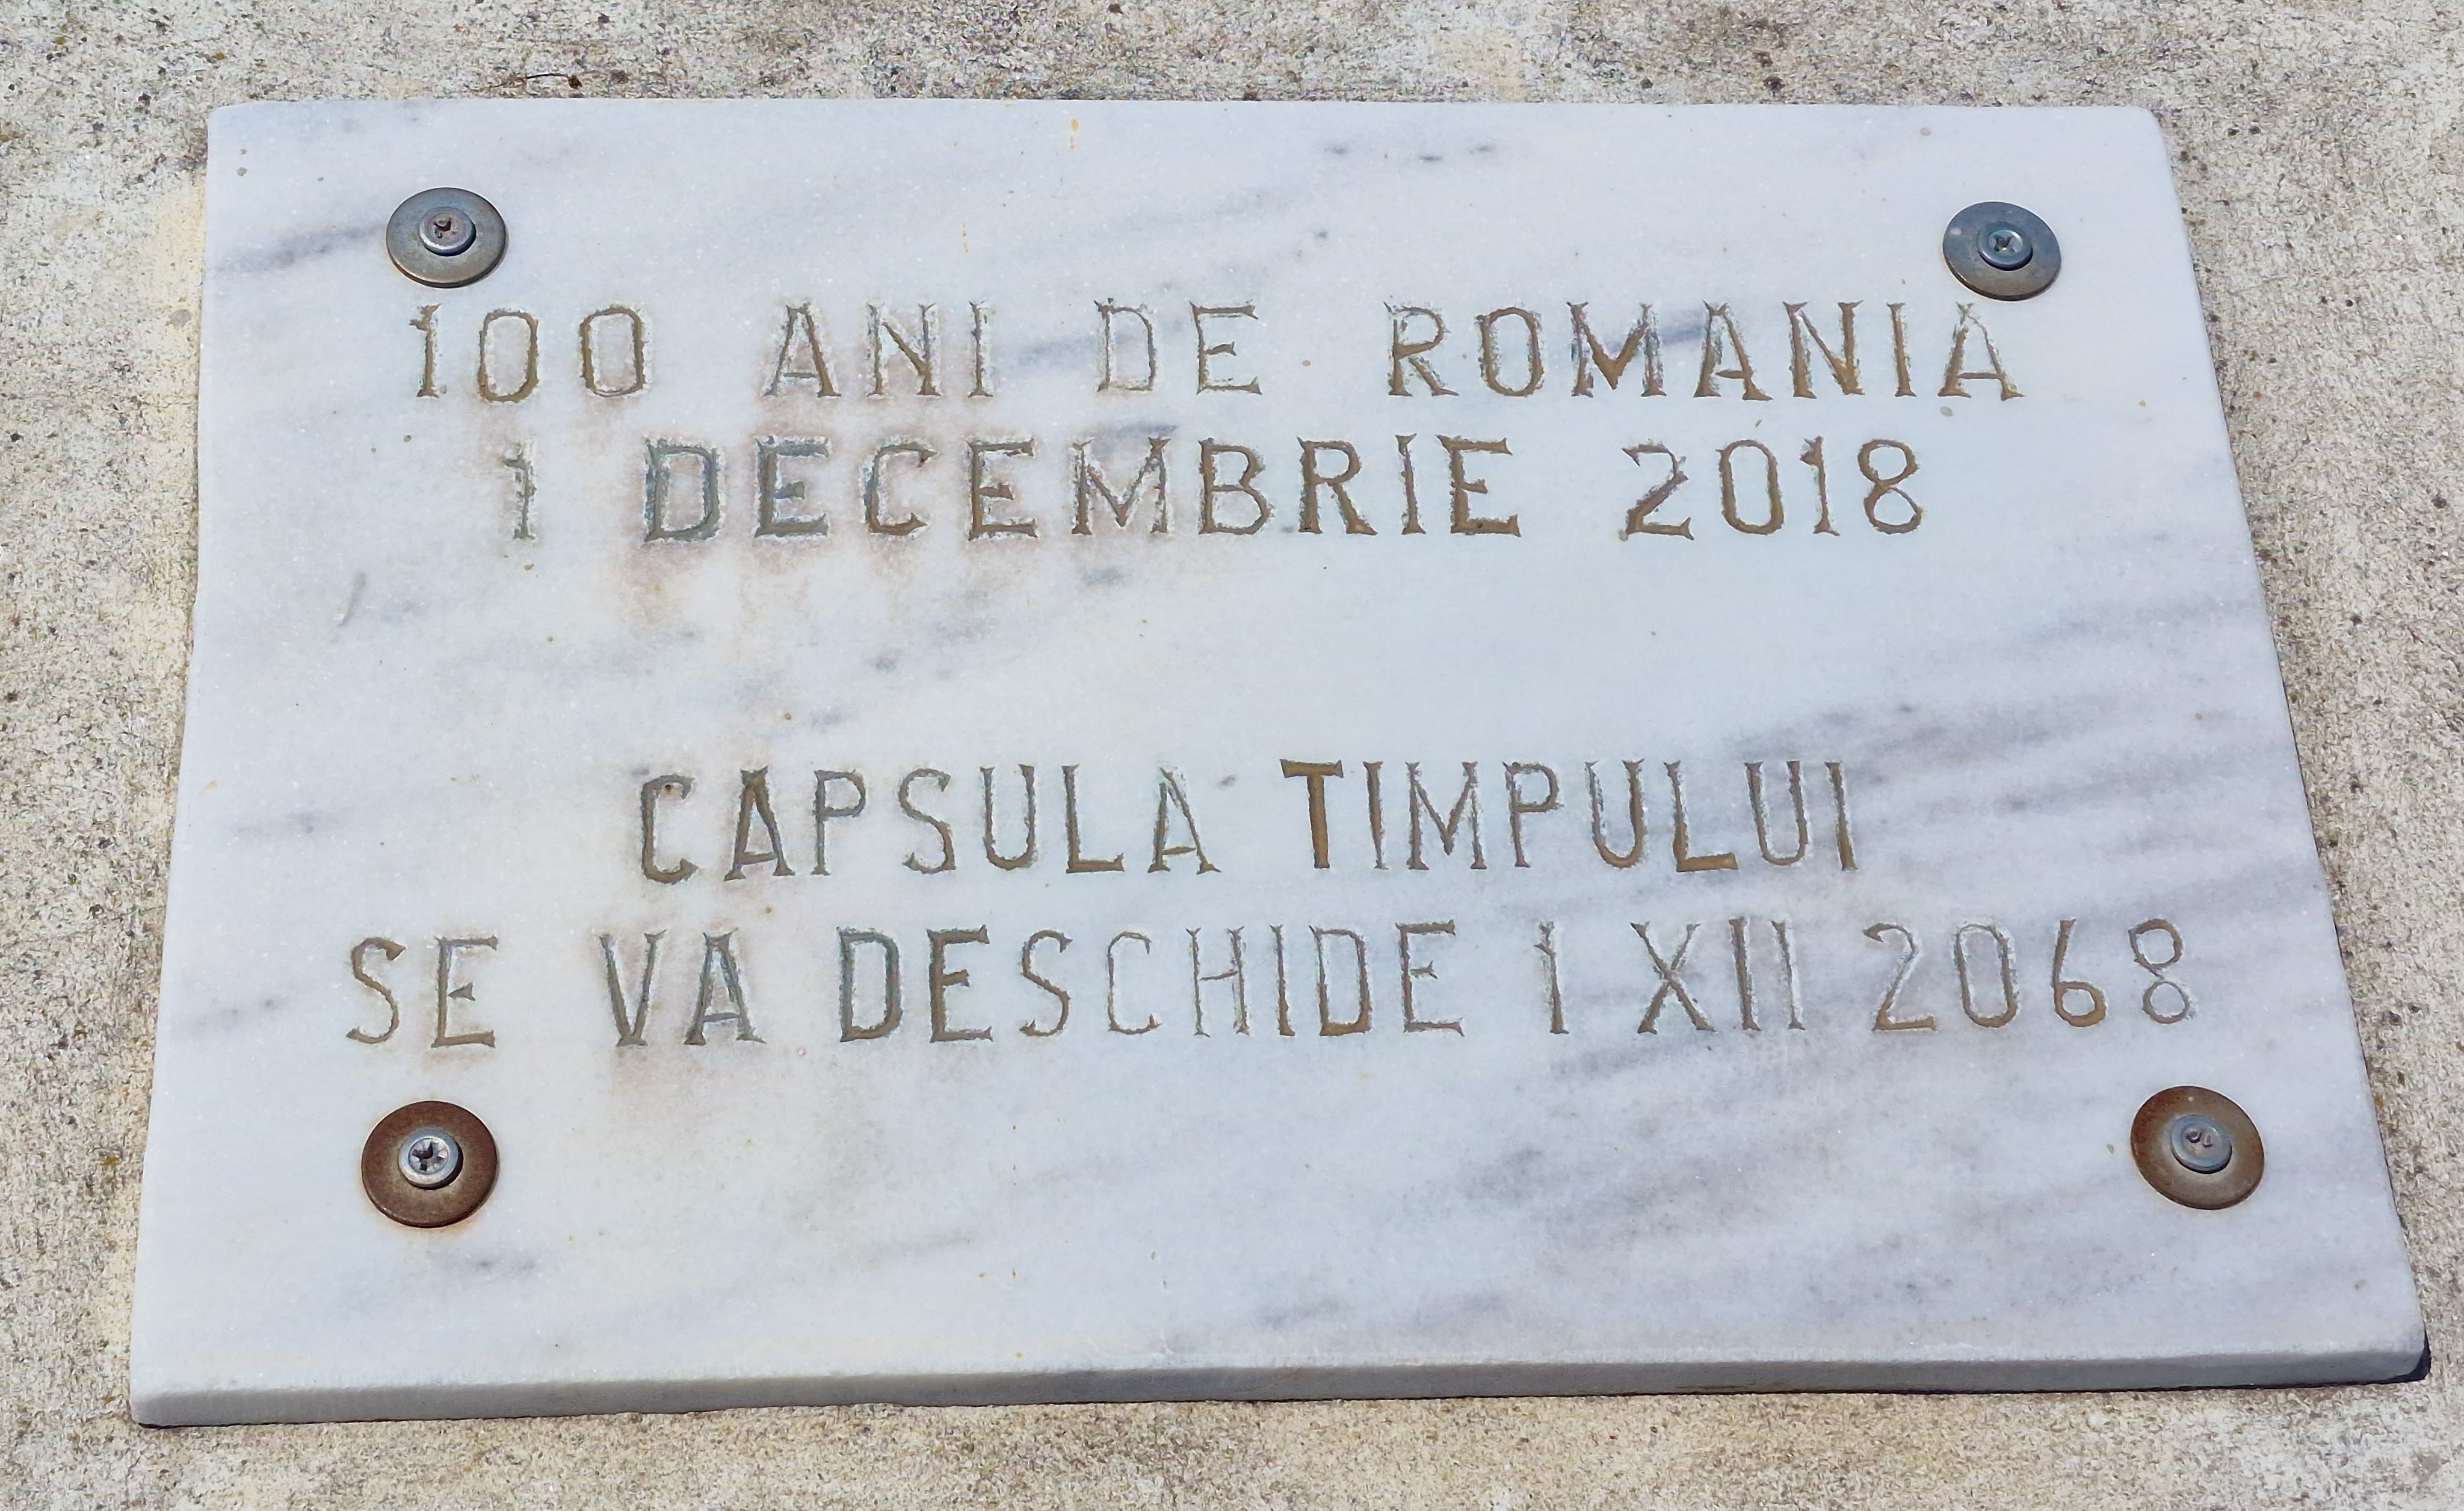 100 ANI DE ROMANIA
1 DECEMBRIE 2018
CAPSULA TIMPULUI
SE VA DESCHIDE 1 XII 2068